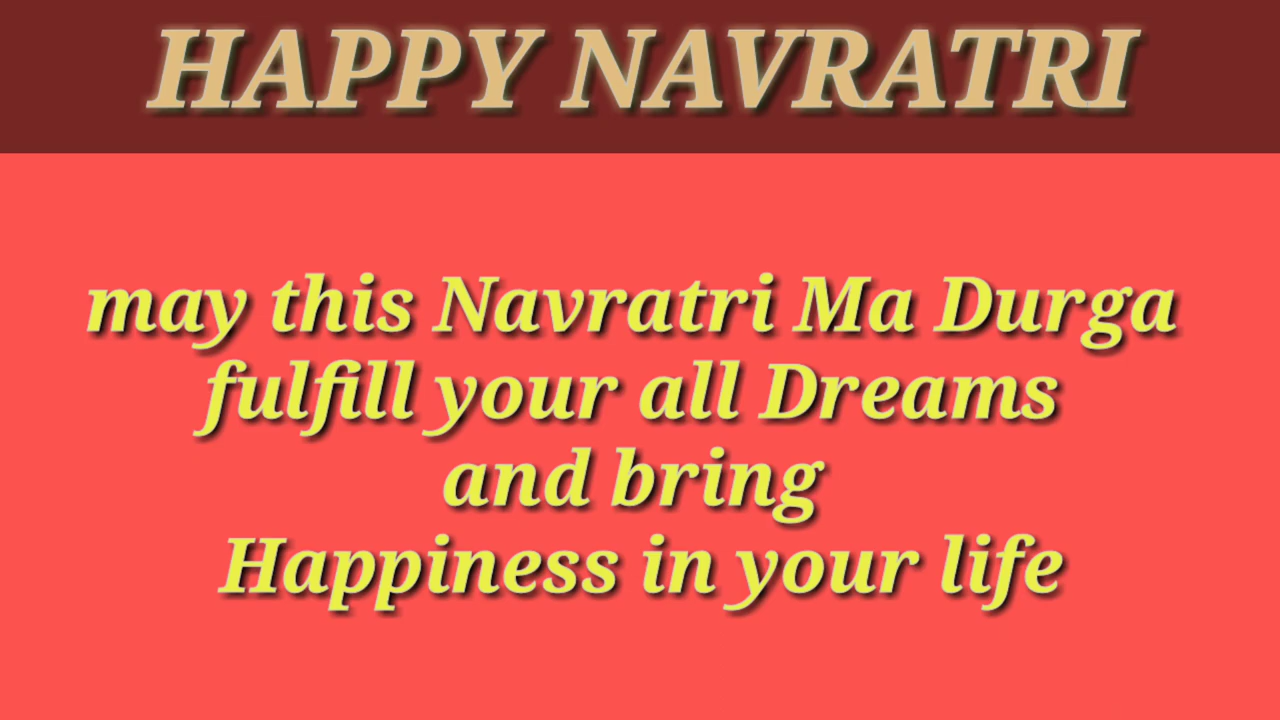 HAPPY NAVRATRI
may this Navratri Ma Durga
fulfill your all Dreams
and bring
Happiness in your life